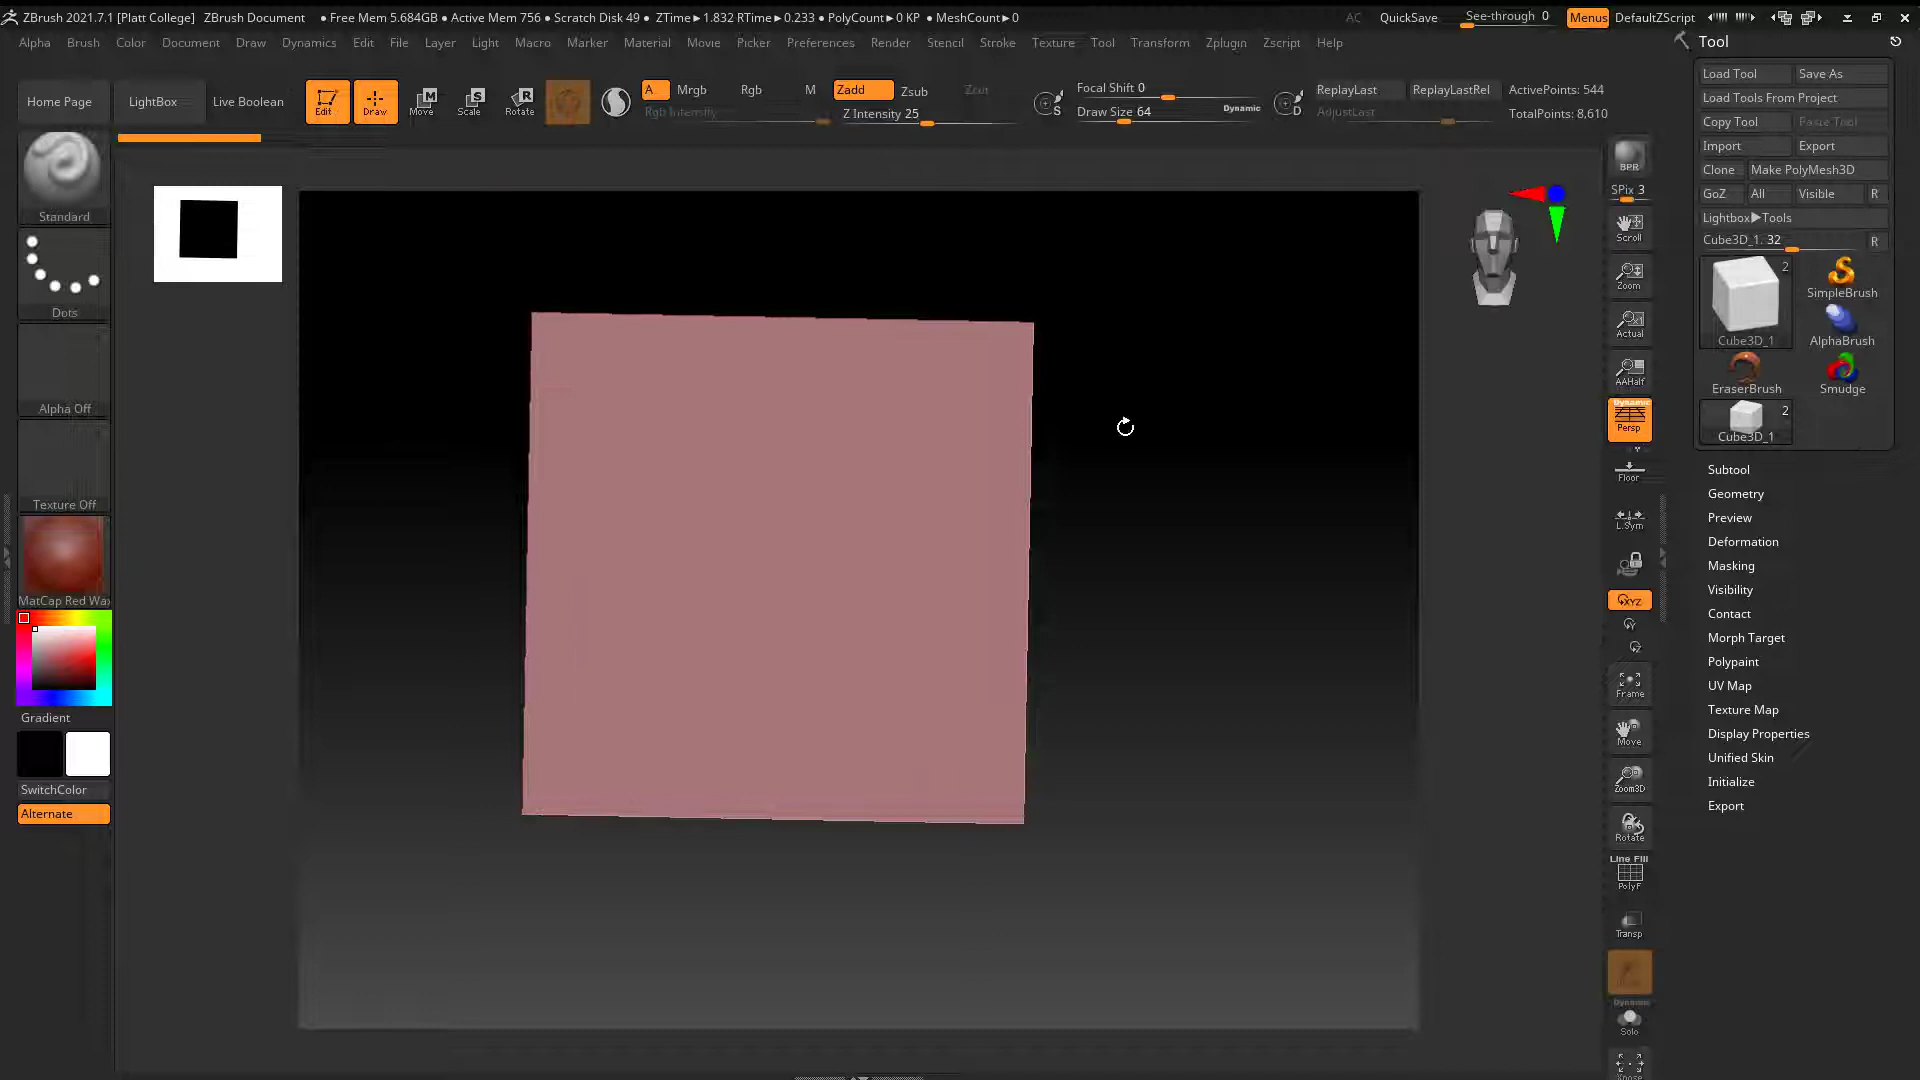 ZBrush 2021.7.1 [Platt College] ZBrush Document • Free Mem 5.684GB • Active Mem 756 • Scratch Disk 49 • ZTime▸1.832 RTime▸0.233 • PolyCount▸0 KP • MeshCount▸0 AC QuickSave See-through 0 Menus DefaultZScript
Alpha Brush Color Document Draw Dynamics Edit File Layer Light Macro Marker Material Movie Picker Preferences Render Stencil Stroke Texture Tool Transform Zplugin Zscript Help
Home Page LightBox Live Boolean
Edit Draw Move Scale Rotate
M S R
A Mrgb Rgb M Zadd Zsub Zcut
Rgb Intensity Z Intensity 25
S Focal Shift 0
Draw Size 64 Dynamic D
ReplayLast ReplayLastRel ActivePoints: 544
AdjustLast TotalPoints: 8,610
Standard
Dots
Alpha Off
Texture Off
MatCap Red Wax
Gradient
SwitchColor
Alternate
BPR
SPix 3
Scroll
Zoom
Actual
AAHalf
Dynamic
Persp
Floor
L.Sym
XYZ
Y
Z
Frame
Move
Zoom3D
Rotate
Line Fill
PolyF
Transp
Dynamic
Solo
Xpose
Tool
Load Tool Save As
Load Tools From Project
Copy Tool Paste Tool
Import Export
Clone Make PolyMesh3D
GoZ All Visible R
Lightbox▶Tools
Cube3D_1. 32 R
2
Cube3D_1
SimpleBrush
AlphaBrush
EraserBrush Smudge
2
Cube3D_1
Subtool
Geometry
Preview
Deformation
Masking
Visibility
Contact
Morph Target
Polypaint
UV Map
Texture Map
Display Properties
Unified Skin
Initialize
Export